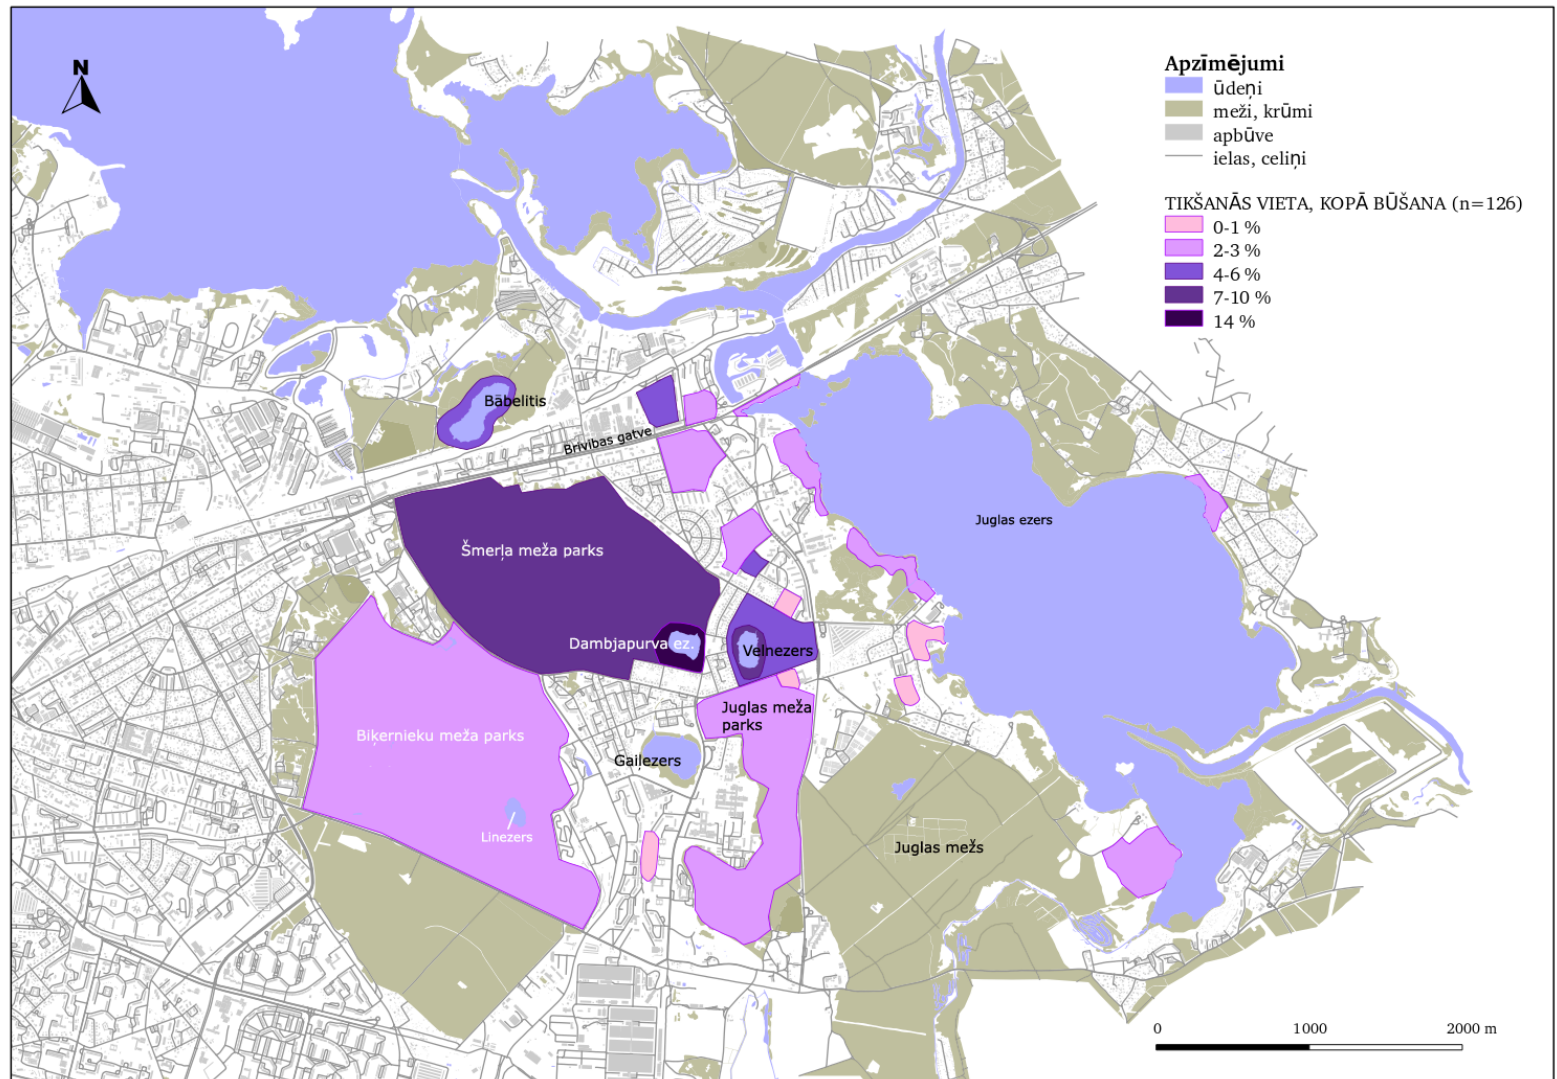 N
Apzīmējumi
ūdeņi
meži, krūmi
apbūve
ielas, celiņi
TIKŠANĀS VIETA, KOPĀ BŪŠANA (n=126)
0-1 %
2-3 %
4-6 %
7-10 %
14 %
Bābelītis
Brīvības gatve
Juglas ezers
Šmerļa meža parks
Dambjapurva ez.
Velnezers
Juglas meža
parks
Biķernieku meža parks
Gaiļezers
Linezers
Juglas mežs
0 1000 2000 m